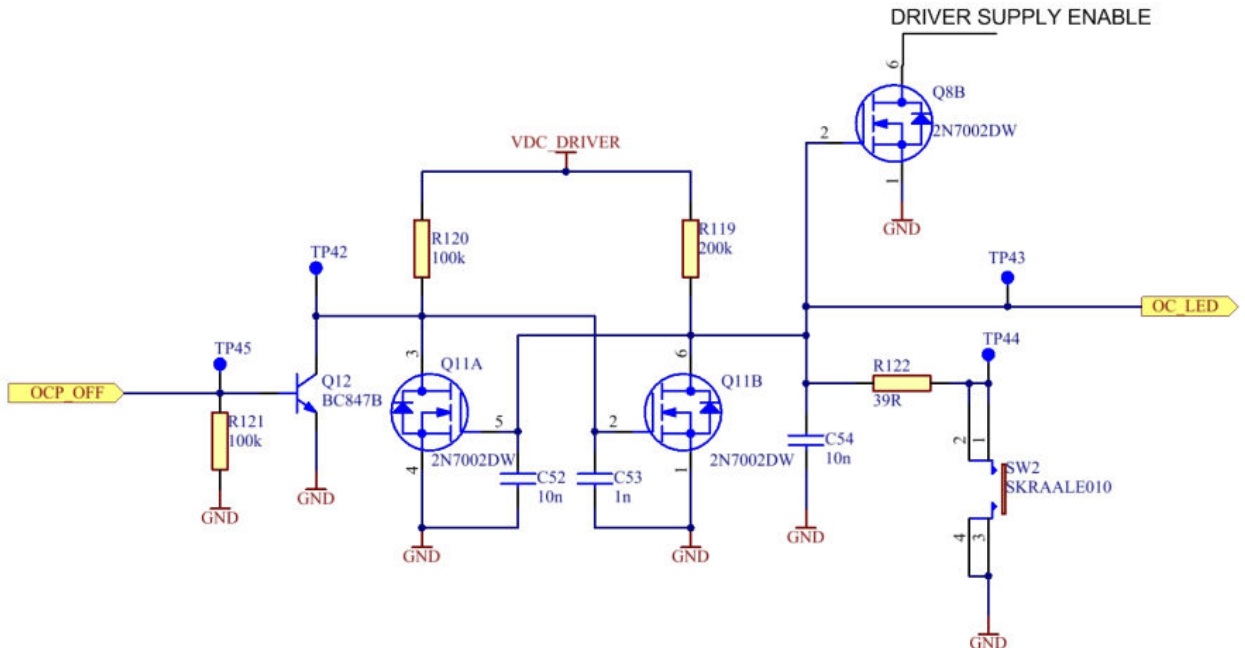 DRIVER SUPPLY ENABLE
6
Q8B
2
2N7002DW
1
GND
VDC_DRIVER
R120
100k
R119
200k
TP42
TP43
OC_LED
TP45
3
Q11A
6
Q11B
TP44
OCP_OFF
Q12
BC847B
R122
39R
R121
100k
5
2
4
2N7002DW
1
2N7002DW
C52
10n
C53
1n
C54
10n
2
1
SW2
SKRAALE010
4
3
GND
GND
GND
GND
GND
GND